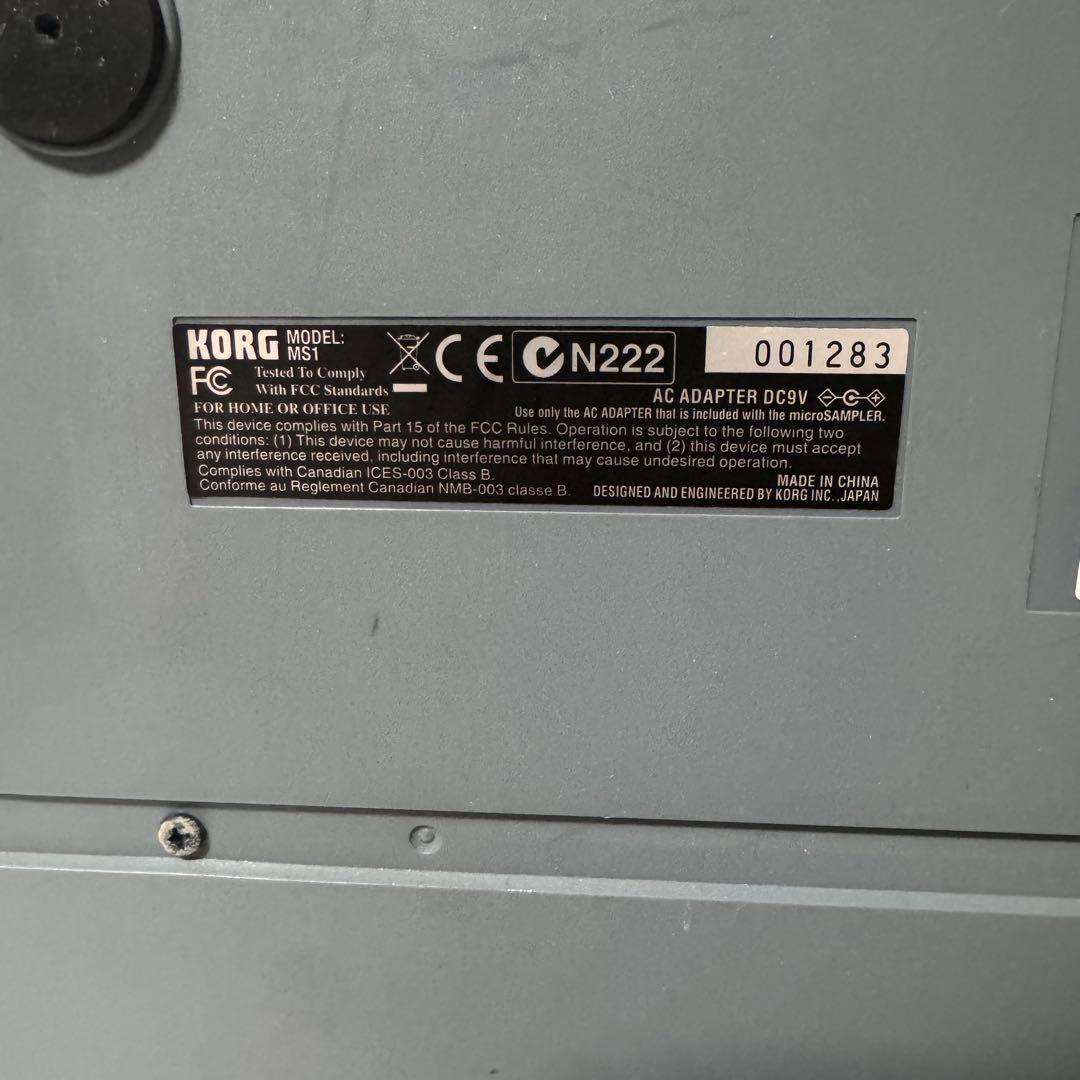 KORG MODEL: MS1
FC Tested To Comply With FCC Standards
FOR HOME OR OFFICE USE
CE N222
001283
AC ADAPTER DC9V
Use only the AC ADAPTER that is included with the microSAMPLER.
This device complies with Part 15 of the FCC Rules. Operation is subject to the following two
conditions: (1) This device may not cause harmful interference, and (2) this device must accept
any interference received, including interference that may cause undesired operation.
Complies with Canadian ICES-003 Class B.
Conforme au Reglement Canadian NMB-003 classe B.
MADE IN CHINA
DESIGNED AND ENGINEERED BY KORG INC.,JAPAN